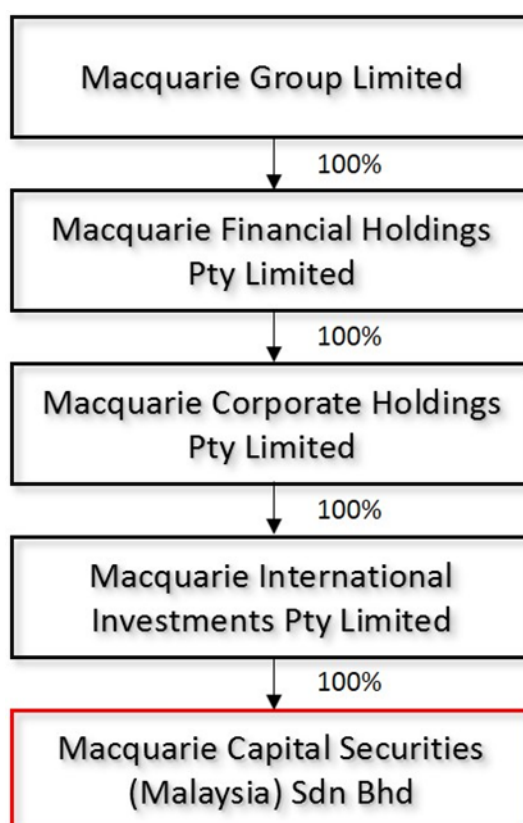 Macquarie Group Limited
100%
Macquarie Financial Holdings
Pty Limited
100%
Macquarie Corporate Holdings
Pty Limited
100%
Macquarie International
Investments Pty Limited
100%
Macquarie Capital Securities
(Malaysia) Sdn Bhd